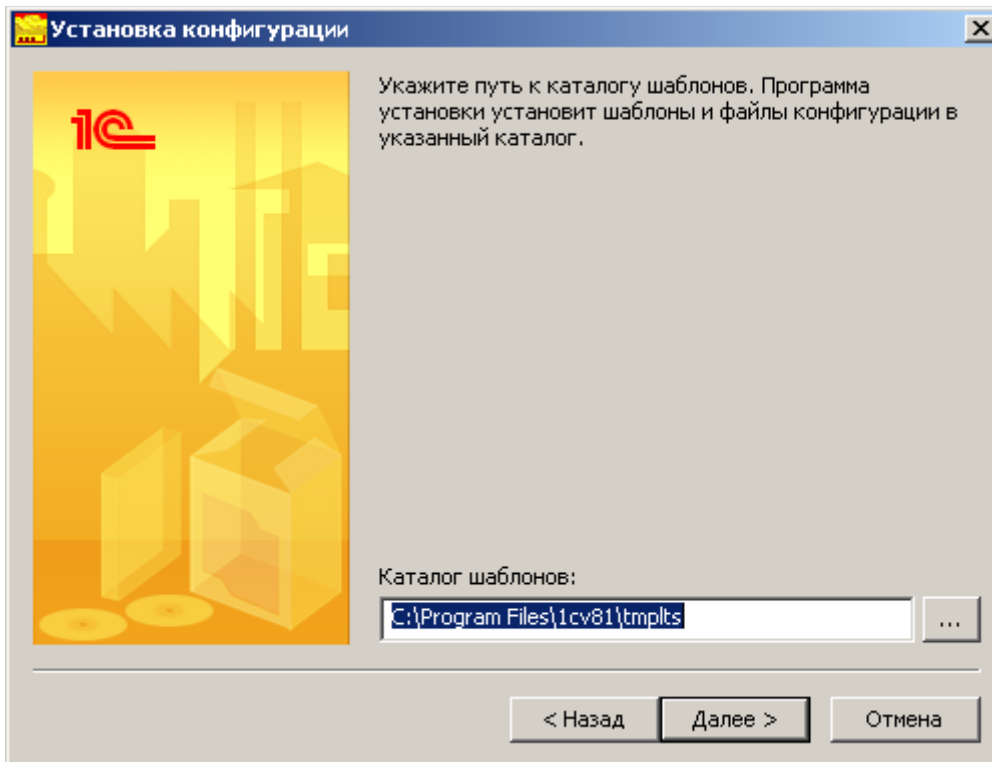 Установка конфигурации
1С
Укажите путь к каталогу шаблонов. Программа
установки установит шаблоны и файлы конфигурации в
указанный каталог.
Каталог шаблонов:
C:\Program Files\1cv81\tmplts
...
< Назад
Далее >
Отмена